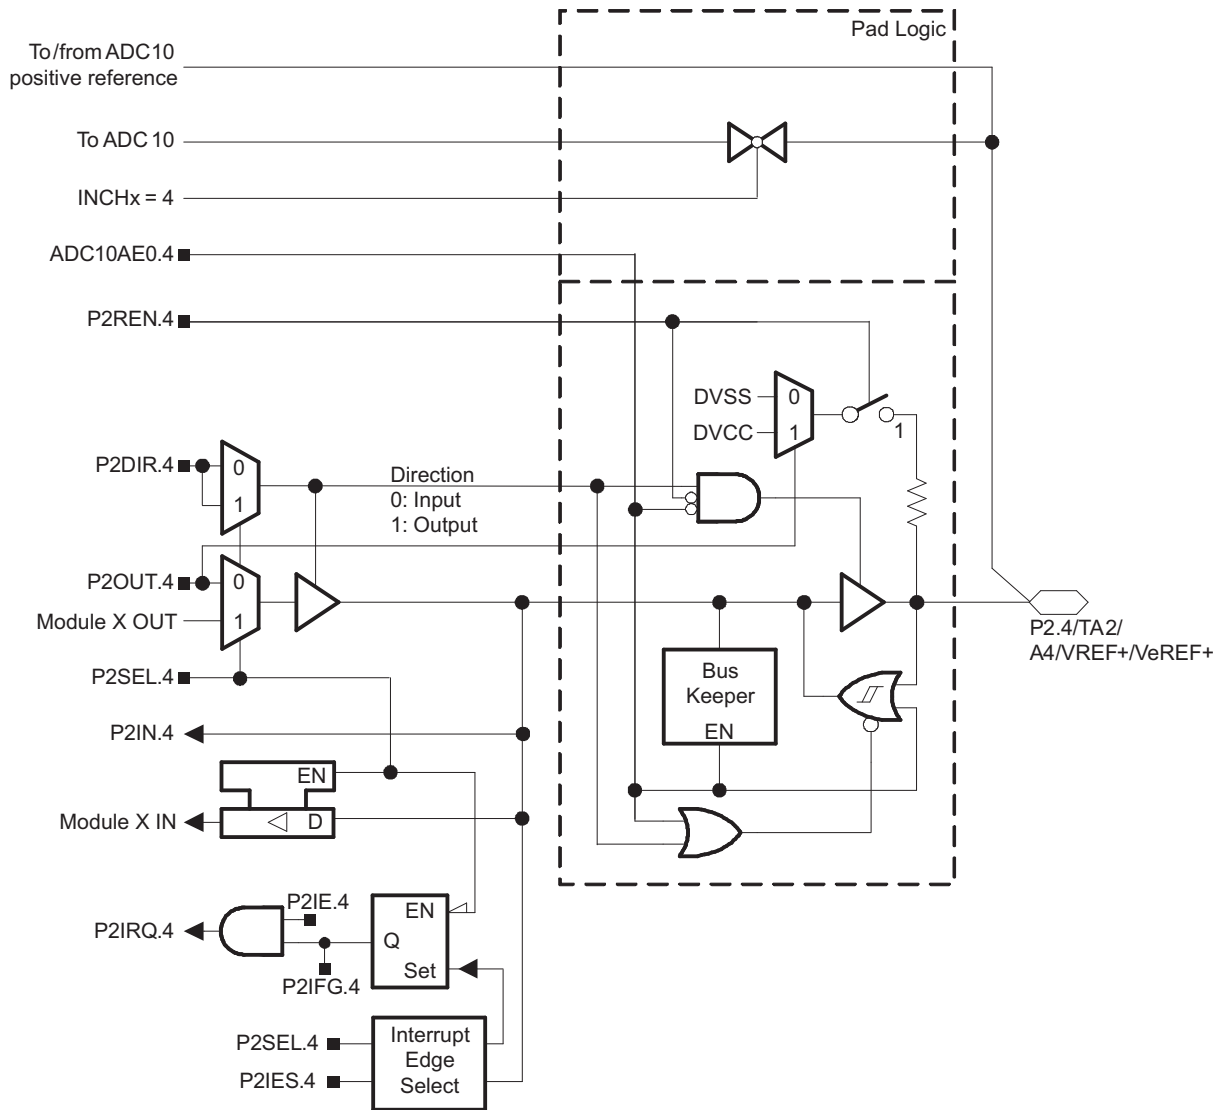 Pad Logic
To/from ADC10
positive reference
To ADC 10
INCHx = 4
ADC10AE0.4
P2REN.4
DVSS
0
DVCC
1
1
P2DIR.4
0
1
Direction
0: Input
1: Output
P2OUT.4
0
Module X OUT
1
P2.4/TA2/
A4/VREF+/VeREF+
P2SEL.4
Bus
Keeper
EN
P2IN.4
EN
Module X IN
D
P2IE.4
EN
P2IRQ.4
Q
Set
P2IFG.4
P2SEL.4
P2IES.4
Interrupt
Edge
Select